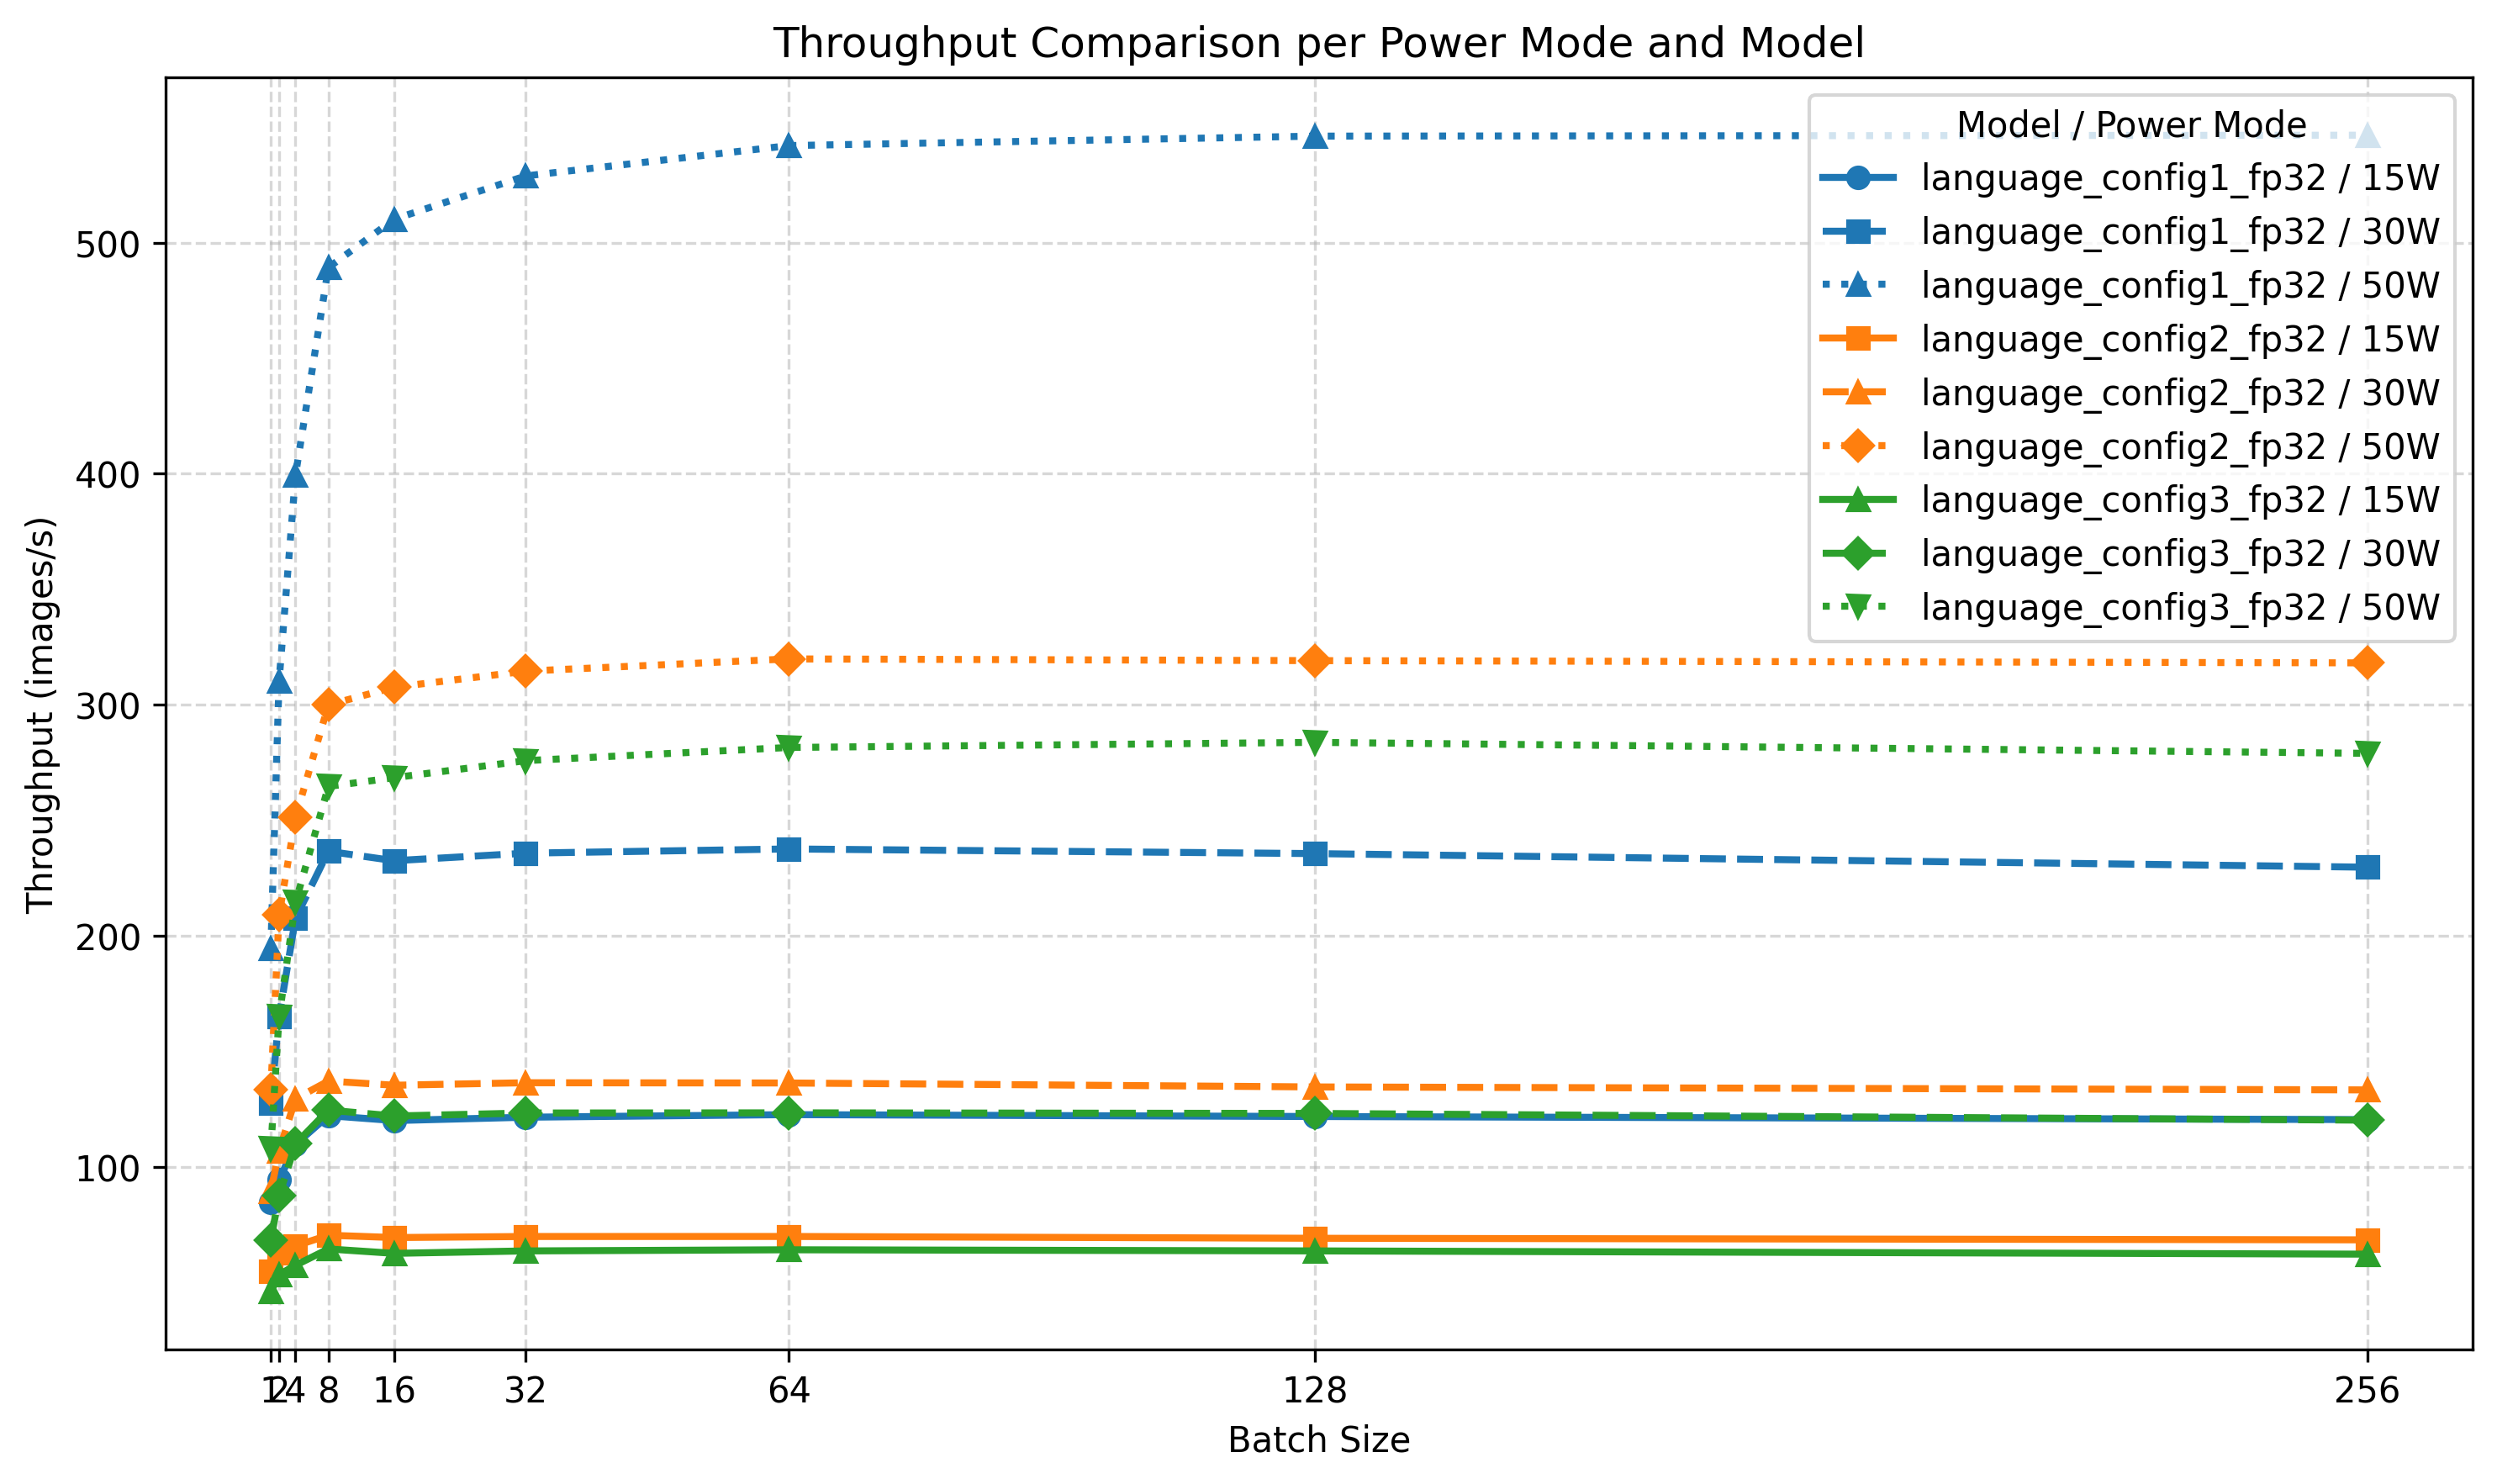 Throughput Comparison per Power Mode and Model
Throughput (images/s)
500
400
300
200
100
Model / Power Mode
language_config1_fp32 / 15W
language_config1_fp32 / 30W
language_config1_fp32 / 50W
language_config2_fp32 / 15W
language_config2_fp32 / 30W
language_config2_fp32 / 50W
language_config3_fp32 / 15W
language_config3_fp32 / 30W
language_config3_fp32 / 50W
1 2 4 8 16 32 64 128 256
Batch Size